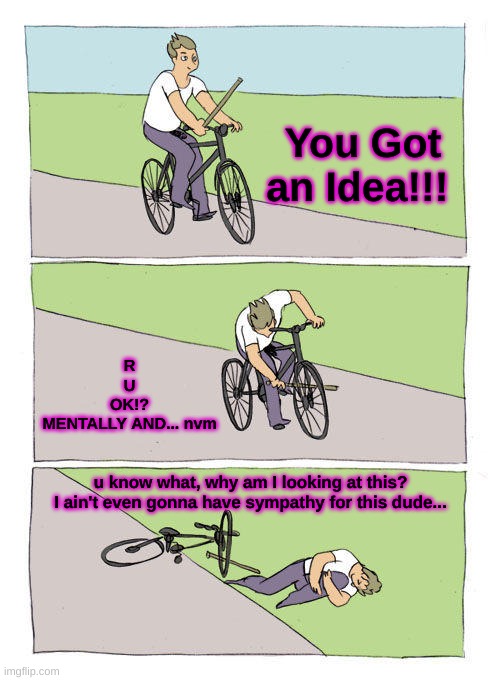 You Got
an Idea!!!
R
U
OK!?
MENTALLY AND... nvm
u know what, why am I looking at this?
I ain't even gonna have sympathy for this dude...
imgflip.com